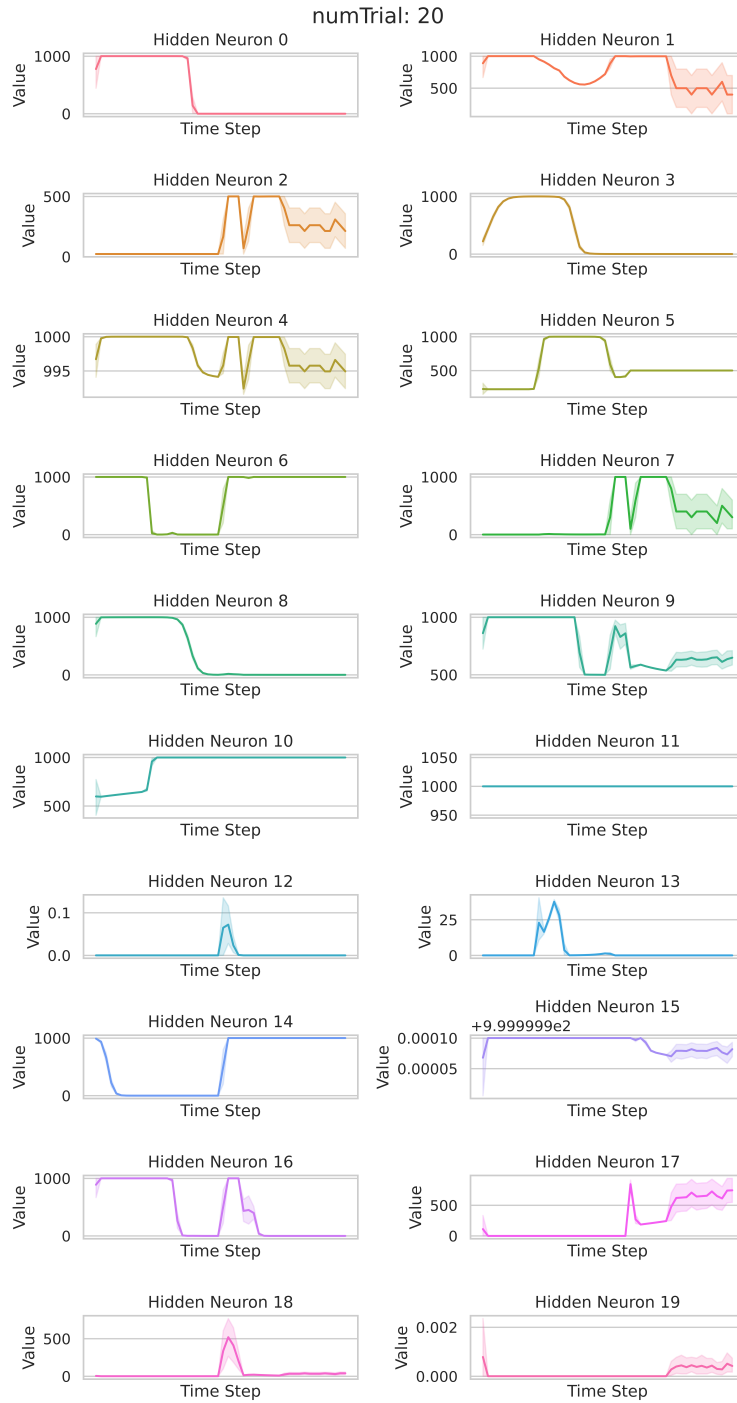 numTrial: 20
Hidden Neuron 0
Hidden Neuron 1
1000
0
Value
Time Step
1000
500
Value
Time Step
Hidden Neuron 2
Hidden Neuron 3
500
0
Value
Time Step
1000
0
Value
Time Step
Hidden Neuron 4
Hidden Neuron 5
1000
995
Value
Time Step
1000
500
Value
Time Step
Hidden Neuron 6
Hidden Neuron 7
1000
0
Value
Time Step
1000
0
Value
Time Step
Hidden Neuron 8
Hidden Neuron 9
1000
0
Value
Time Step
1000
500
Value
Time Step
Hidden Neuron 10
Hidden Neuron 11
1000
500
Value
Time Step
1050
1000
950
Value
Time Step
Hidden Neuron 12
Hidden Neuron 13
0.1
0.0
Value
Time Step
25
0
Value
Time Step
Hidden Neuron 14
Hidden Neuron 15
1000
0
Value
Time Step
+9.999999e2
0.00010
0.00005
Value
Time Step
Hidden Neuron 16
Hidden Neuron 17
1000
0
Value
Time Step
500
0
Value
Time Step
Hidden Neuron 18
Hidden Neuron 19
500
0
Value
Time Step
0.002
0.000
Value
Time Step